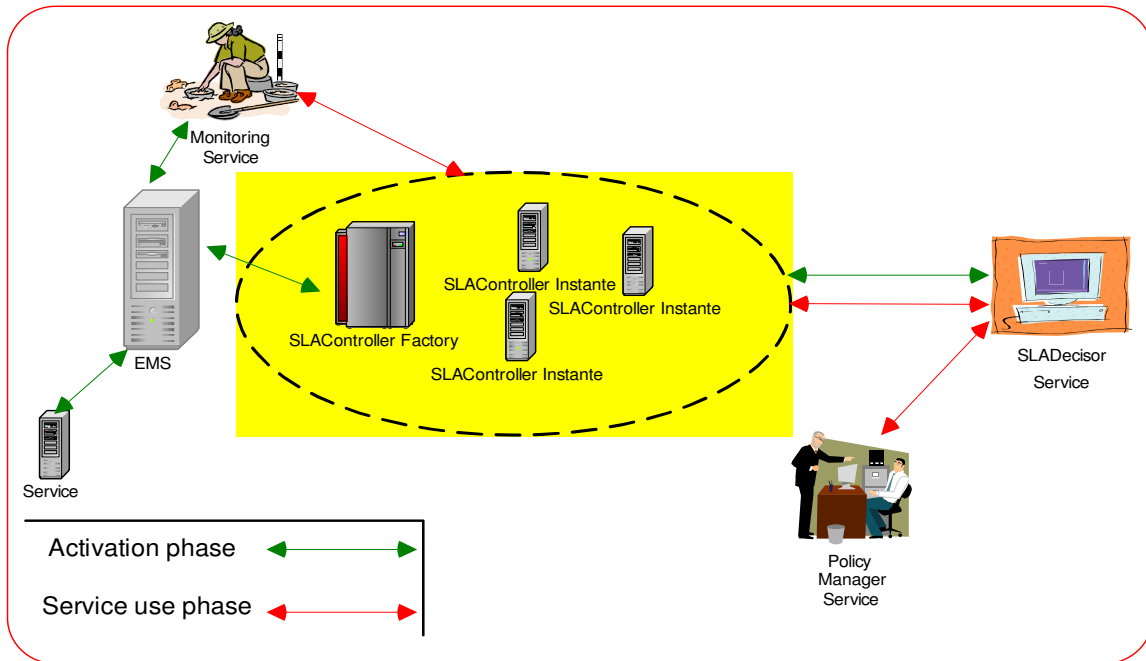 Monitoring
Service
SLAController Instante
SLAController Instante
SLAController Factory
EMS
SLAController Instante
SLADecisor
Service
Service
Activation phase
Service use phase
Policy
Manager
Service